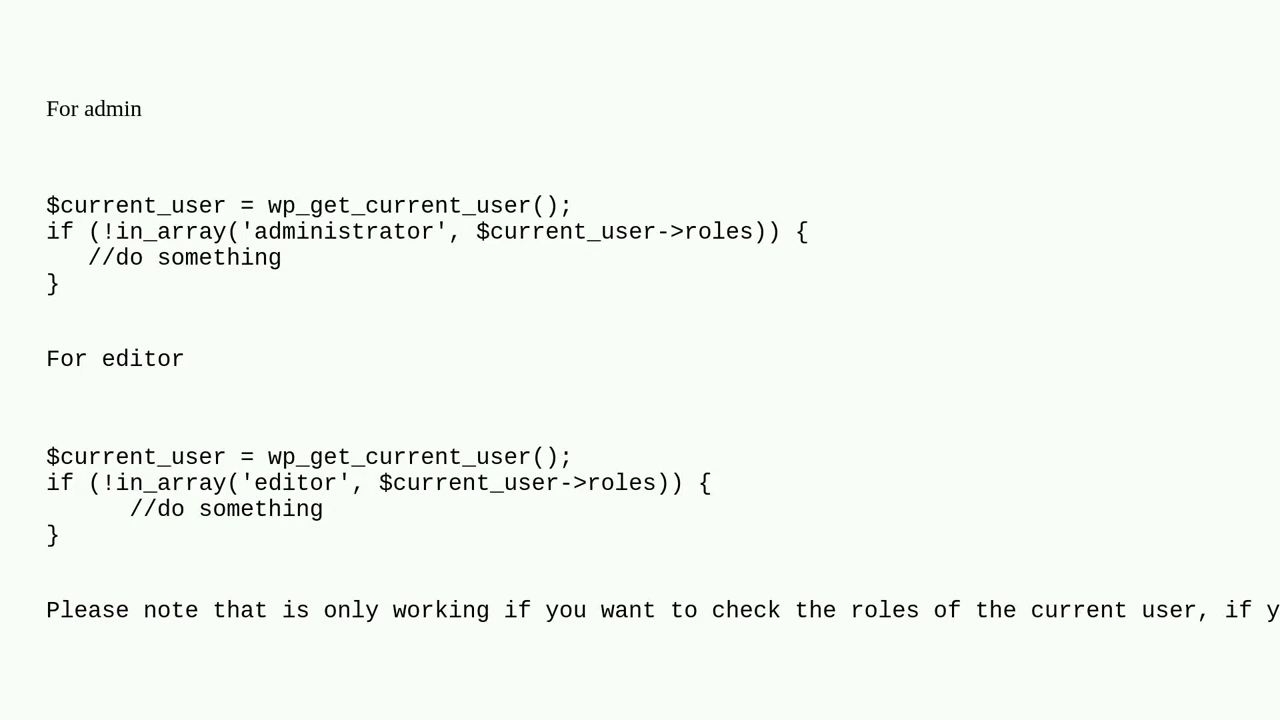 For admin
$current_user = wp_get_current_user();
if (!in_array('administrator', $current_user->roles)) {
   //do something
}
For editor
$current_user = wp_get_current_user();
if (!in_array('editor', $current_user->roles)) {
      //do something
}
Please note that is only working if you want to check the roles of the current user, if